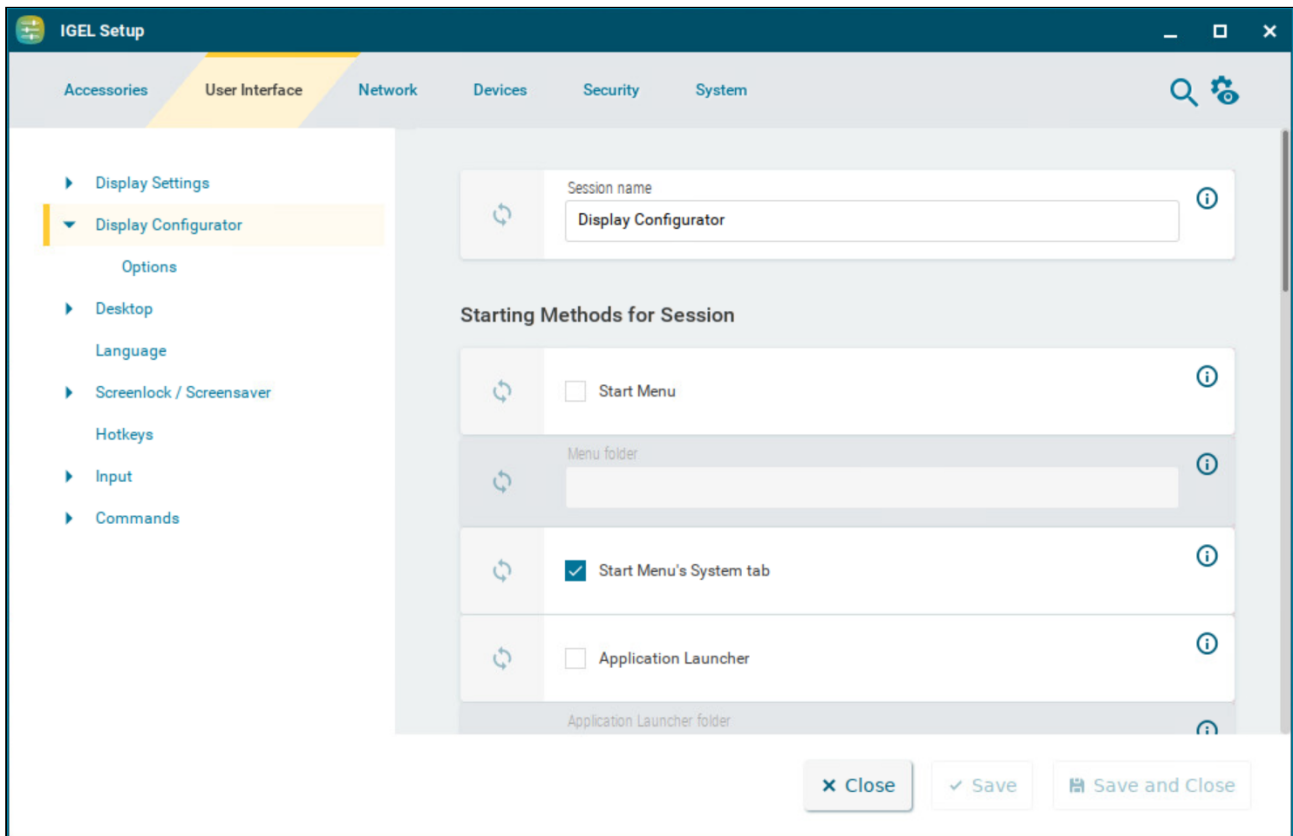 IGEL Setup
Accessories
User Interface
Network
Devices
Security
System
Display Settings
Display Configurator
Options
Desktop
Language
Screenlock / Screensaver
Hotkeys
Input
Commands
Session name
Display Configurator
Starting Methods for Session
Start Menu
Menu folder
Start Menu's System tab
Application Launcher
Application Launcher folder
Close
Save
Save and Close